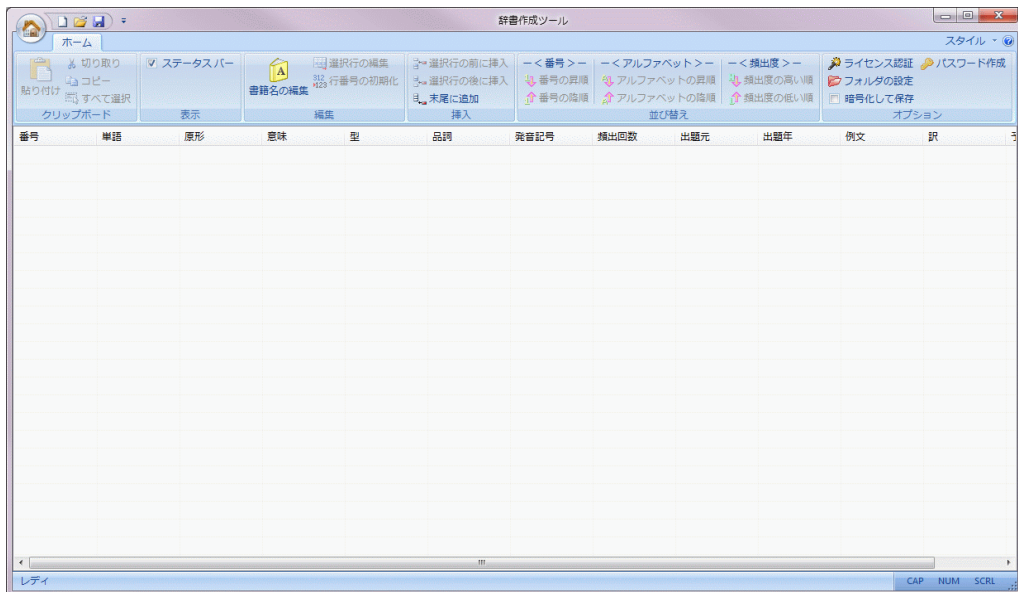 辞書作成ツール
ホーム
スタイル
貼り付け
切り取り
コピー
すべて選択
クリップボード
ステータス バー
表示
書籍名の編集
選択行の編集
行番号の初期化
編集
選択行の前に挿入
選択行の後に挿入
末尾に追加
挿入
-<番号>-
番号の昇順
番号の降順
-<アルファベット>-
アルファベットの昇順
アルファベットの降順
-<頻出度>-
頻出度の高い順
頻出度の低い順
並び替え
ライセンス認証
パスワード作成
フォルダの設定
暗号化して保存
オプション
番号 単語 原形 意味 型 品詞 発音記号 頻出回数 出題元 出題年 例文 訳
レディ
CAP NUM SCRL